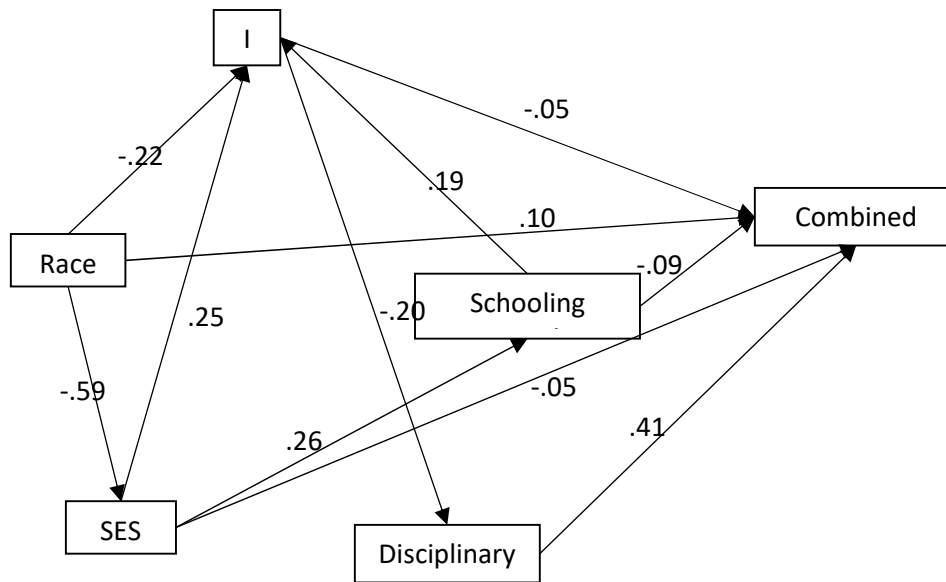 I
-.05
-.22
.19
Combined
.10
Race
-.09
Schooling
.25
-.20
-.59
-.05
.26
.41
SES
Disciplinary